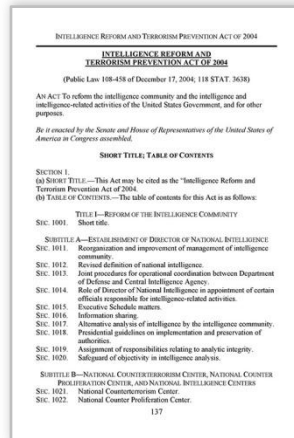 INTELLIGENCE REFORM AND TERRORISM PREVENTION ACT OF 2004
INTELLIGENCE REFORM AND
TERRORISM PREVENTION ACT OF 2004
(Public Law 108-458 of December 17, 2004; 118 STAT. 3638)
AN ACT To reform the intelligence community and the intelligence and
intelligence-related activities of the United States Government, and for other
purposes.
Be it enacted by the Senate and House of Representatives of the United States of
America in Congress assembled,
SHORT TITLE; TABLE OF CONTENTS
SECTION 1.
(a) SHORT TITLE.—This Act may be cited as the "Intelligence Reform and
Terrorism Prevention Act of 2004.
(b) TABLE OF CONTENTS.—The table of contents for this Act is as follows:
TITLE I—REFORM OF THE INTELLIGENCE COMMUNITY
SEC. 1001. Short title.
SUBTITLE A—ESTABLISHMENT OF DIRECTOR OF NATIONAL INTELLIGENCE
SEC. 1011. Reorganization and improvement of management of intelligence
community.
SEC. 1012. Revised definition of national intelligence.
SEC. 1013. Joint procedures for operational coordination between Department
of Defense and Central Intelligence Agency.
SEC. 1014. Role of Director of National Intelligence in appointment of certain
officials responsible for intelligence-related activities.
SEC. 1015. Executive Schedule matters.
SEC. 1016. Information sharing.
SEC. 1017. Alternative analysis of intelligence by the intelligence community.
SEC. 1018. Presidential guidelines on implementation and preservation of
authorities.
SEC. 1019. Assignment of responsibilities relating to analytic integrity.
SEC. 1020. Safeguard of objectivity in intelligence analysis.
SUBTITLE B—NATIONAL COUNTERTERRORISM CENTER, NATIONAL COUNTER
PROLIFERATION CENTER, AND NATIONAL INTELLIGENCE CENTERS
SEC. 1021. National Counterterrorism Center.
SEC. 1022. National Counter Proliferation Center.
137